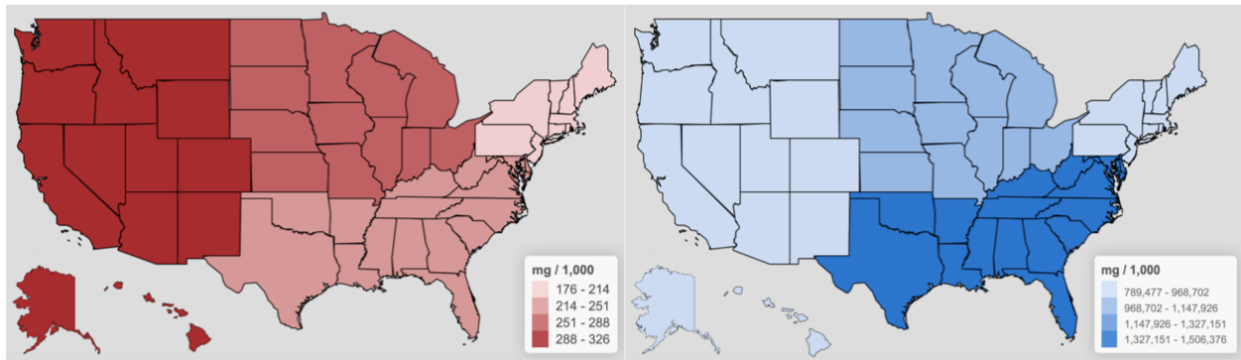 mg / 1,000
176 - 214
214 - 251
251 - 288
288 - 326
mg / 1,000
789,477 - 968,702
968,702 - 1,147,926
1,147,926 - 1,327,151
1,327,151 - 1,506,376